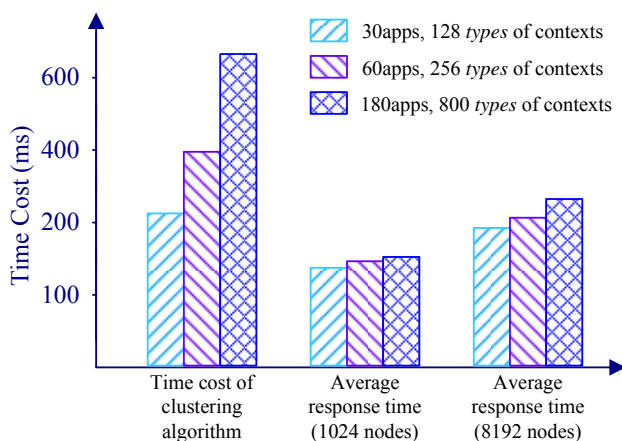 30apps, 128 types of contexts
60apps, 256 types of contexts
180apps, 800 types of contexts
Time Cost (ms)
600
400
200
100
Time cost of
clustering
algorithm
Average
response time
(1024 nodes)
Average
response time
(8192 nodes)